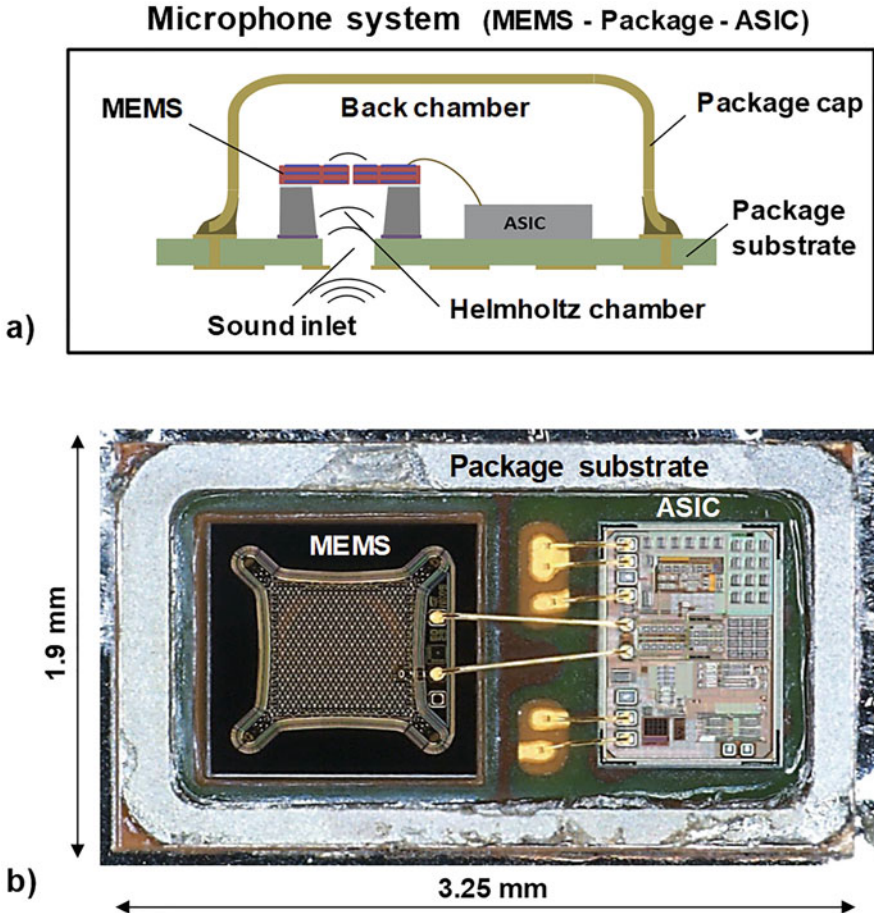 Microphone system (MEMS - Package - ASIC)
MEMS
Back chamber
Package cap
ASIC
Package
substrate
Helmholtz chamber
Sound inlet
a)
Package substrate
ASIC
MEMS
1.9 mm
b)
3.25 mm